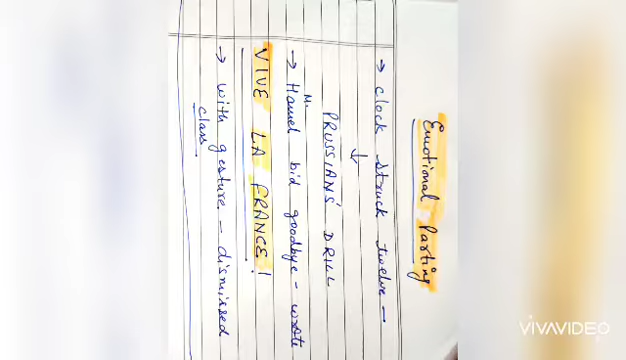 Emotional Parting
→ clock struck twelve -
↓
PRUSSIANS' DRILL
→ M. Hamel bid goodbye - wrote
VIVE LA FRANCE!
→ with gesture - dismissed
class
VIVAVIDEO